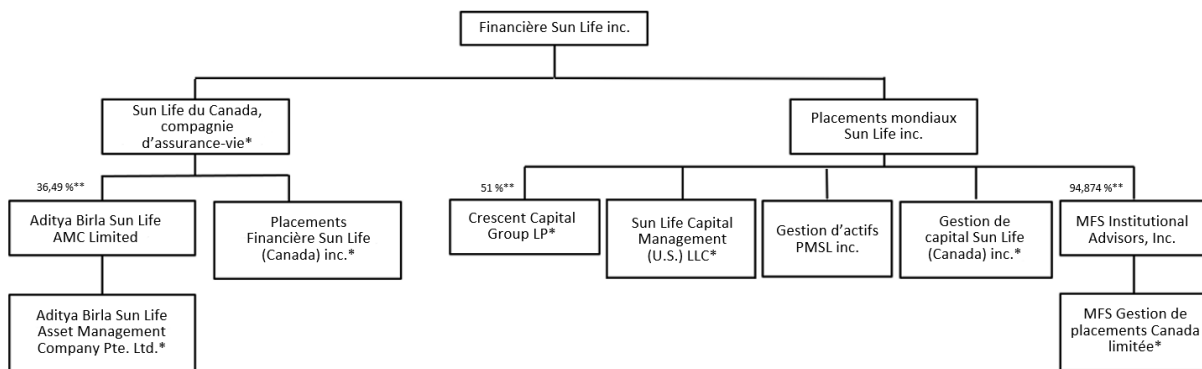 Financière Sun Life inc.
Sun Life du Canada,
compagnie
d’assurance-vie*
Placements mondiaux
Sun Life inc.
36,49 %**
51 %**
94,874 %**
Aditya Birla Sun Life
AMC Limited
Placements
Financière Sun Life
(Canada) inc.*
Crescent Capital
Group LP*
Sun Life Capital
Management
(U.S.) LLC*
Gestion d’actifs
PMSL inc.
Gestion de
capital Sun Life
(Canada) inc.*
MFS Institutional
Advisors, Inc.
Aditya Birla Sun Life
Asset Management
Company Pte. Ltd.*
MFS Gestion de
placements Canada
limitée*